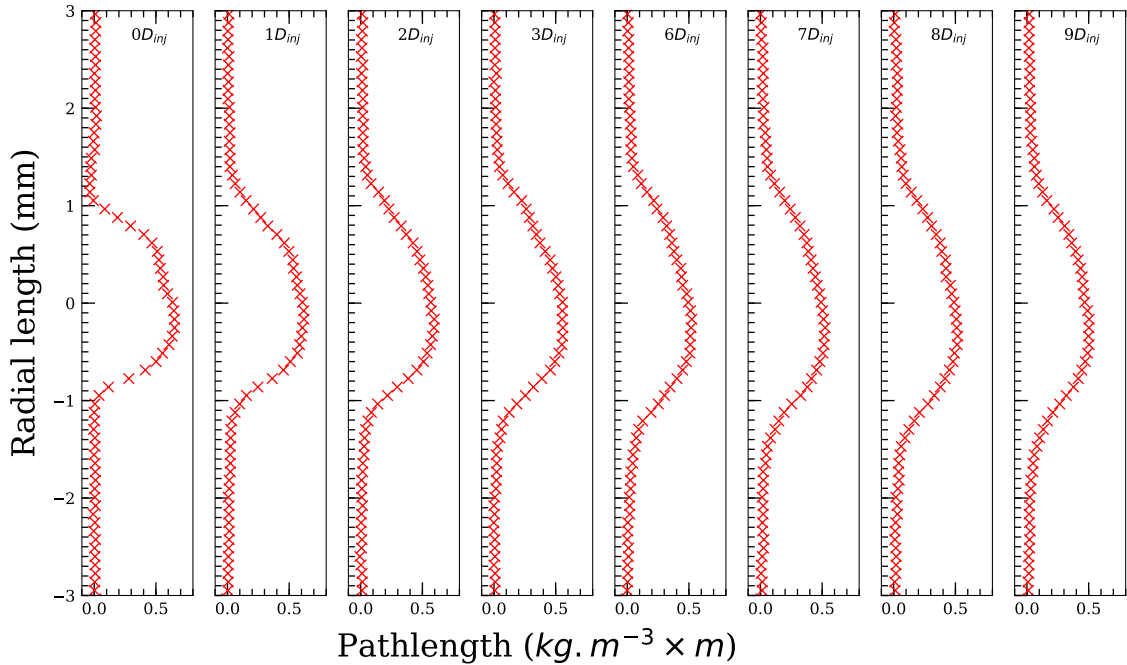 0D_inj 1D_inj 2D_inj 3D_inj 6D_inj 7D_inj 8D_inj 9D_inj
Radial length (mm)
3
2
1
0
−1
−2
−3
0.0 0.5 0.0 0.5 0.0 0.5 0.0 0.5 0.0 0.5 0.0 0.5 0.0 0.5 0.0 0.5
Pathlength (kg.m⁻³ × m)